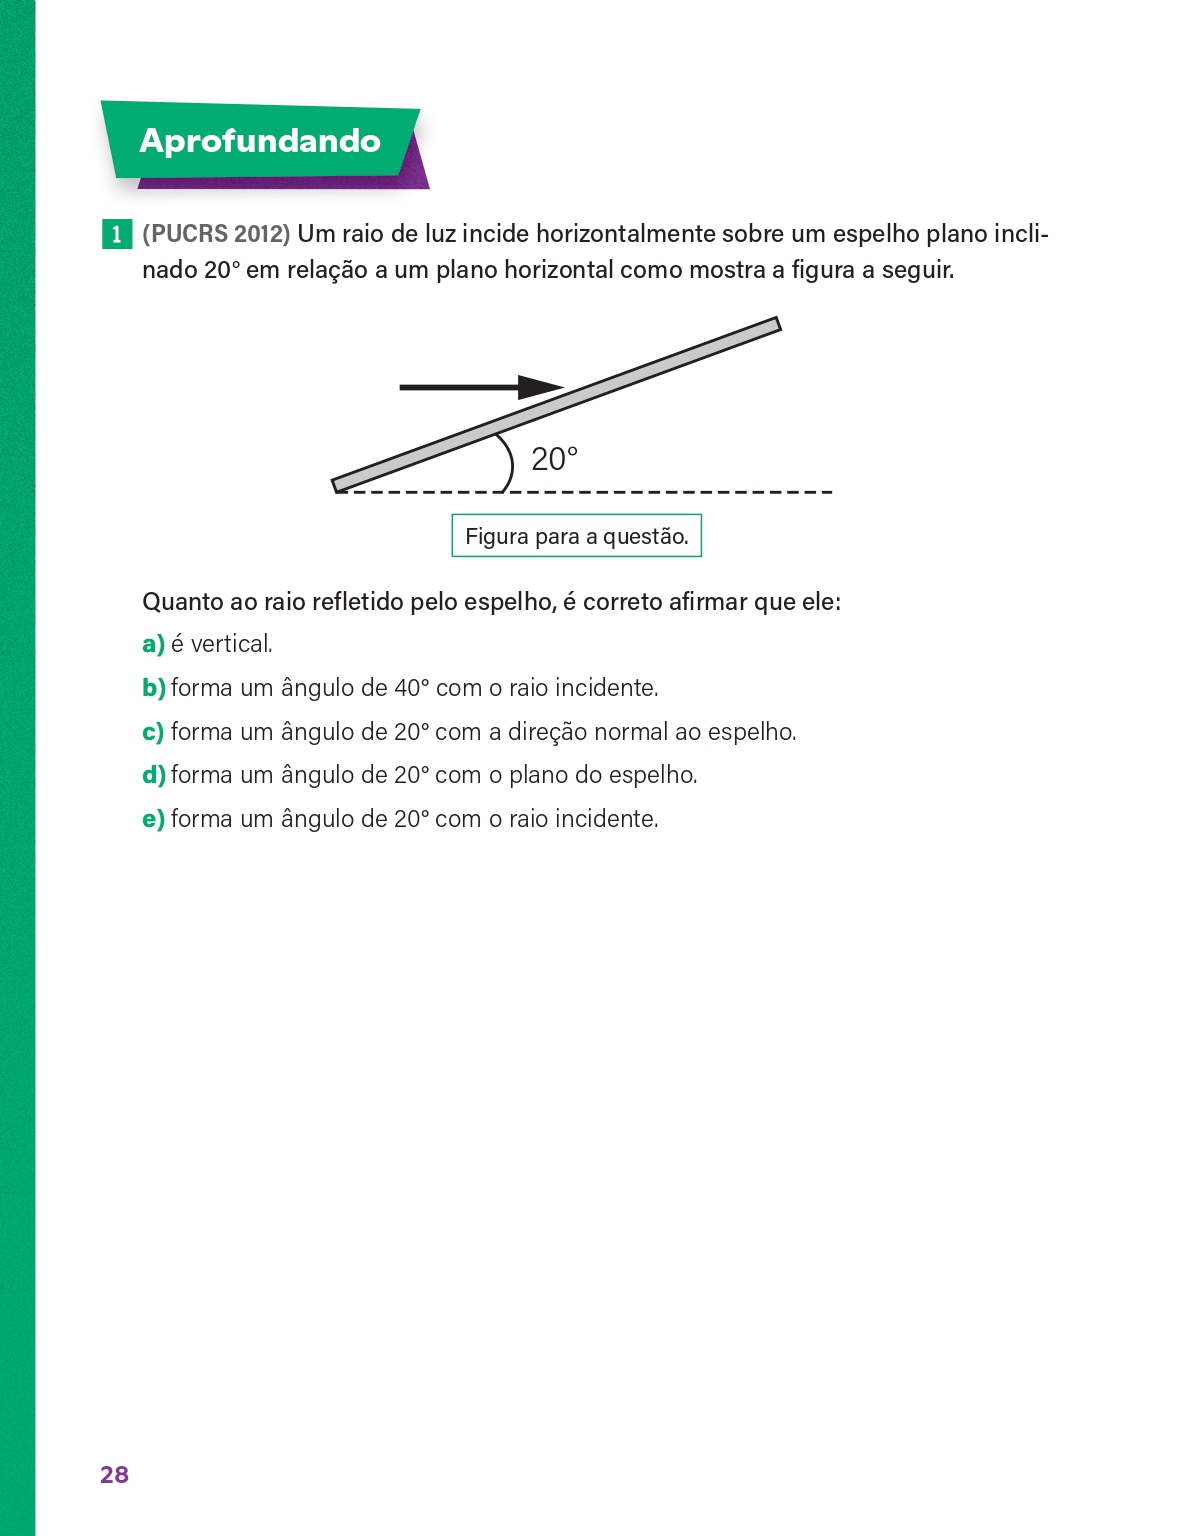 Aprofundando
1 (PUCRS 2012) Um raio de luz incide horizontalmente sobre um espelho plano incli-
nado 20° em relação a um plano horizontal como mostra a figura a seguir.
20°
Figura para a questão.
Quanto ao raio refletido pelo espelho, é correto afirmar que ele:
a) é vertical.
b) forma um ângulo de 40° com o raio incidente.
c) forma um ângulo de 20° com a direção normal ao espelho.
d) forma um ângulo de 20° com o plano do espelho.
e) forma um ângulo de 20° com o raio incidente.
28